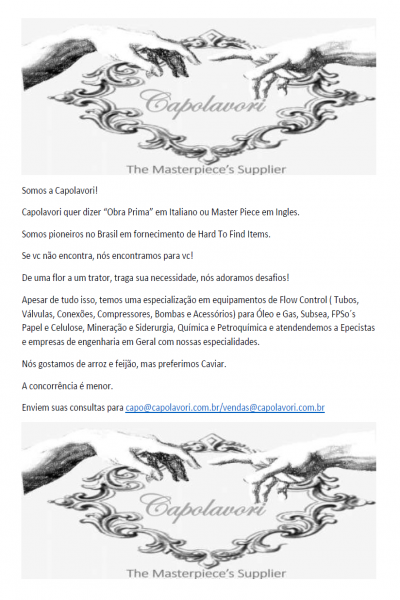 Capolavori
The Masterpiece's Supplier
Somos a Capolavori!
Capolavori quer dizer “Obra Prima” em Italiano ou Master Piece em Ingles.
Somos pioneiros no Brasil em fornecimento de Hard To Find Items.
Se vc não encontra, nós encontramos para vc!
De uma flor a um trator, traga sua necessidade, nós adoramos desafios!
Apesar de tudo isso, temos uma especialização em equipamentos de Flow Control ( Tubos,
Válvulas, Conexões, Compressores, Bombas e Acessórios) para Óleo e Gas, Subsea, FPSo´s
Papel e Celulose, Mineração e Siderurgia, Química e Petroquímica e atendendemos a Epecistas
e empresas de engenharia em Geral com nossas especialidades.
Nós gostamos de arroz e feijão, mas preferimos Caviar.
A concorrência é menor.
Enviem suas consultas para capo@capolavori.com.br/vendas@capolavori.com.br
Capolavori
The Masterpiece's Supplier